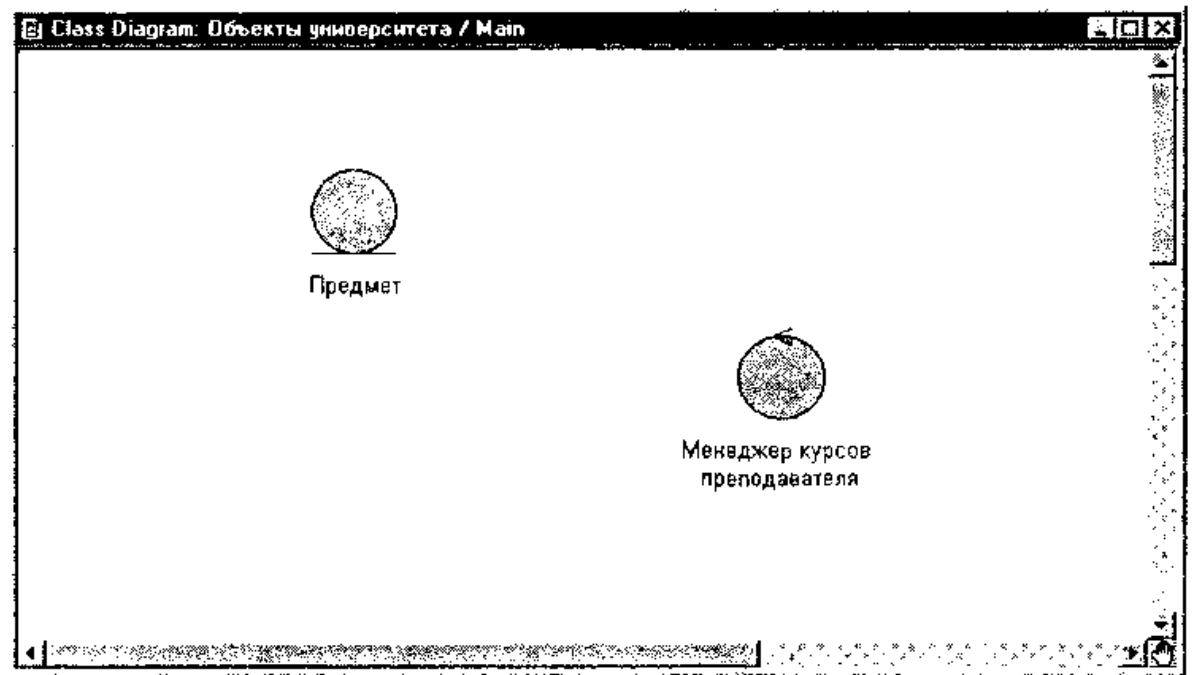 Class Diagram: Объекты университета / Main
Предмет
Менеджер курсов
преподавателя